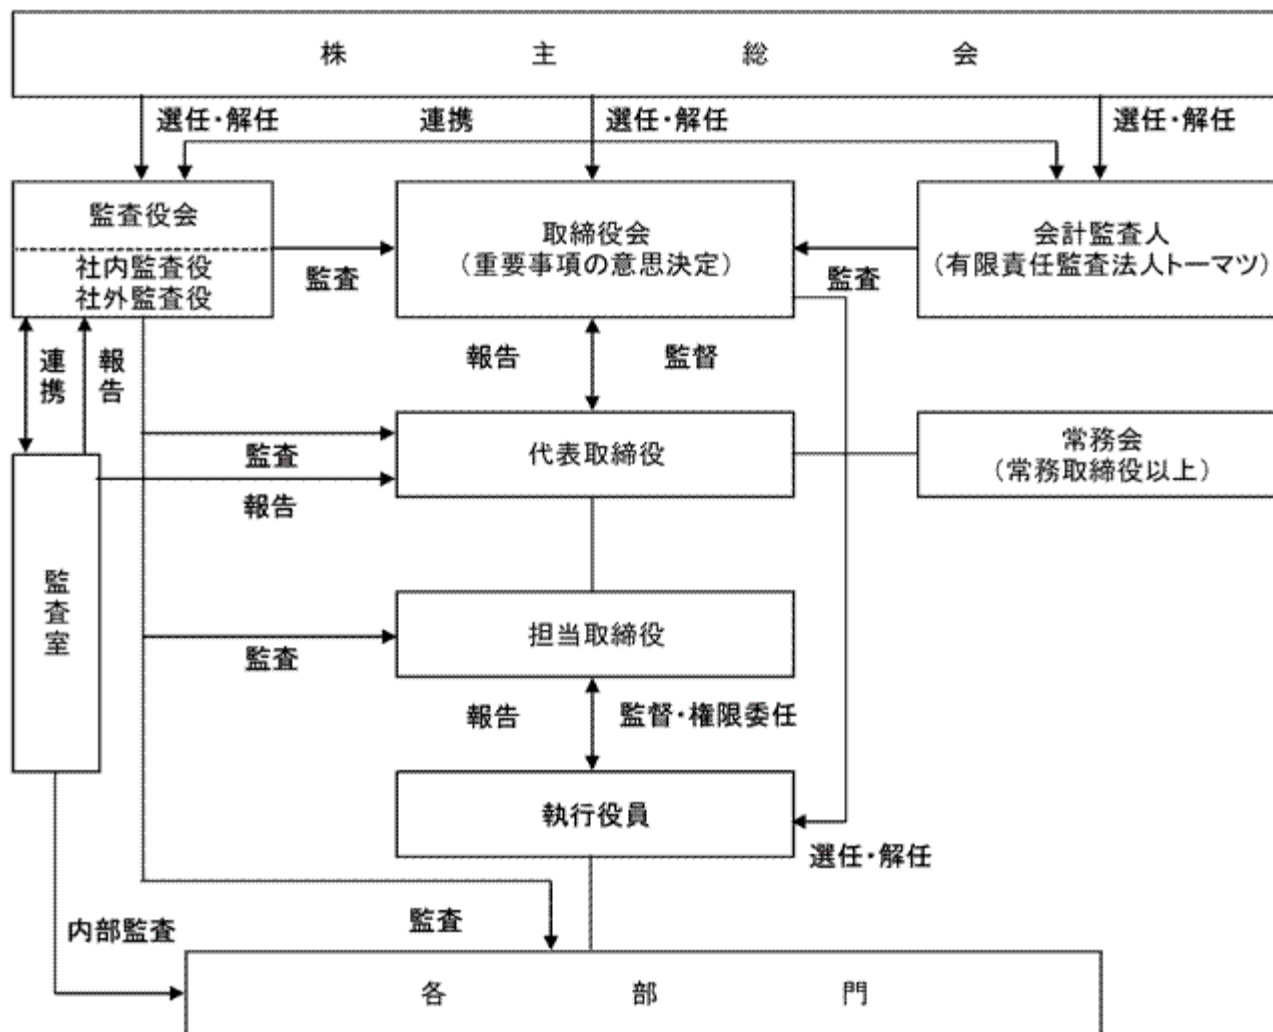 株主総会
選任・解任
連携
選任・解任
選任・解任
監査役会
社内監査役
社外監査役
監査
取締役会
（重要事項の意思決定）
監査
会計監査人
（有限責任監査法人トーマツ）
連携
報告
報告
監督
監査
報告
代表取締役
常務会
（常務取締役以上）
監査室
監査
担当取締役
報告
監督・権限委任
執行役員
選任・解任
内部監査
監査
各部門